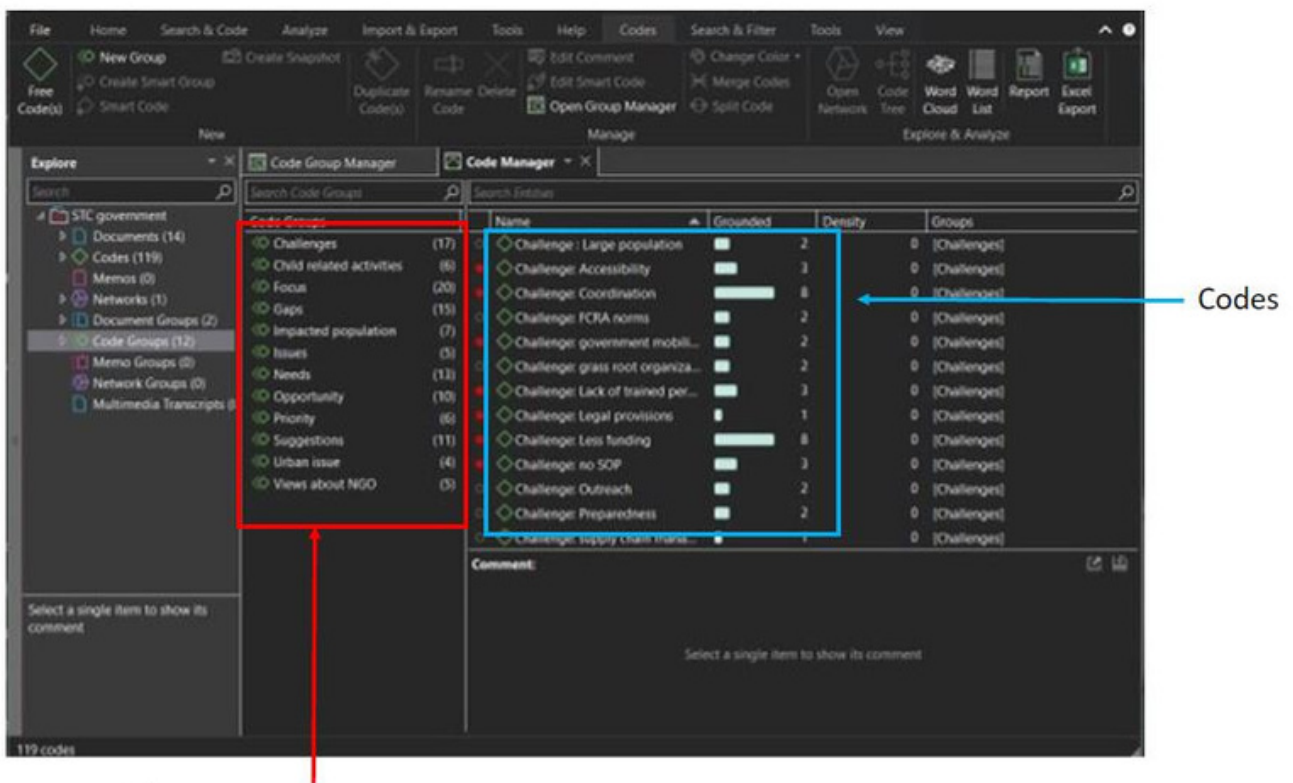 File Home Search & Code Analyze Import & Export Tools Help Codes Search & Filter Tools View
New Group
Create Snapshot
Create Smart Group
Smart Code
Free Code(s)
Duplicate Code(s)
Rename Code
Delete
Edit Comment
Edit Smart Code
Open Group Manager
Change Color
Merge Codes
Split Code
Open Network
Code Tree
Word Cloud
Word List
Report
Excel Export
New Manage Explore & Analyze
Explore
Code Group Manager
Code Manager
Search
Search Code Groups
Search Entities
STC government
Documents (14)
Codes (119)
Memos (0)
Networks (1)
Document Groups (2)
Code Groups (12)
Memo Groups (0)
Network Groups (0)
Multimedia Transcripts (
Code Groups
Challenges (17)
Child related activities (6)
Focus (20)
Gaps (15)
Impacted population (7)
Issues (5)
Needs (13)
Opportunity (10)
Priority (6)
Suggestions (11)
Urban issue (4)
Views about NGO (5)
Name Grounded Density Groups
Challenge : Large population 2 0 [Challenges]
Challenge: Accessibility 3 0 [Challenges]
Challenge: Coordination 8 0 [Challenges]
Challenge: FCRA norms 2 0 [Challenges]
Challenge: government mobili... 2 0 [Challenges]
Challenge: grass root organiza... 2 0 [Challenges]
Challenge: Lack of trained per... 3 0 [Challenges]
Challenge: Legal provisions 1 0 [Challenges]
Challenge: Less funding 8 0 [Challenges]
Challenge: no SOP 3 0 [Challenges]
Challenge: Outreach 2 0 [Challenges]
Challenge: Preparedness 2 0 [Challenges]
Challenge: supply chain mana... 1 0 [Challenges]
Codes
Comment:
Select a single item to show its comment
Select a single item to show its
comment
119 codes